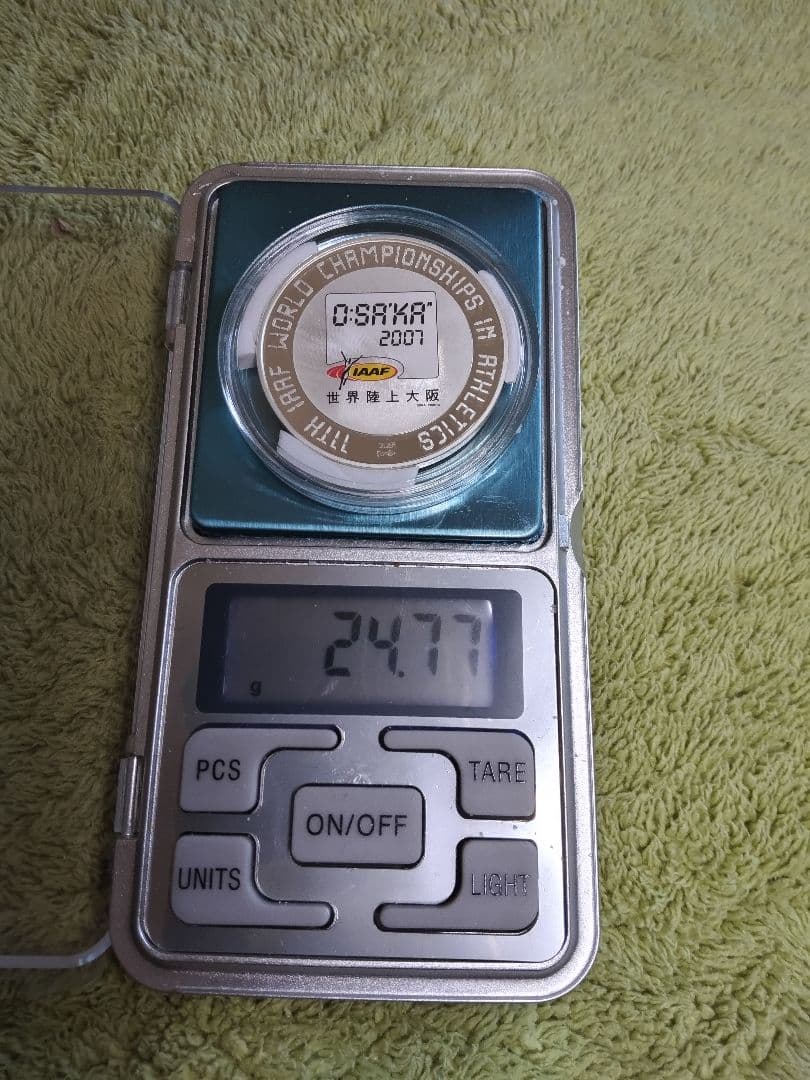 11TH IAAF WORLD CHAMPIONSHIPS IN ATHLETICS
O:SA'KA"
2007
IAAF
世界陸上大阪
24.77
g
PCS
TARE
ON/OFF
UNITS
LIGHT